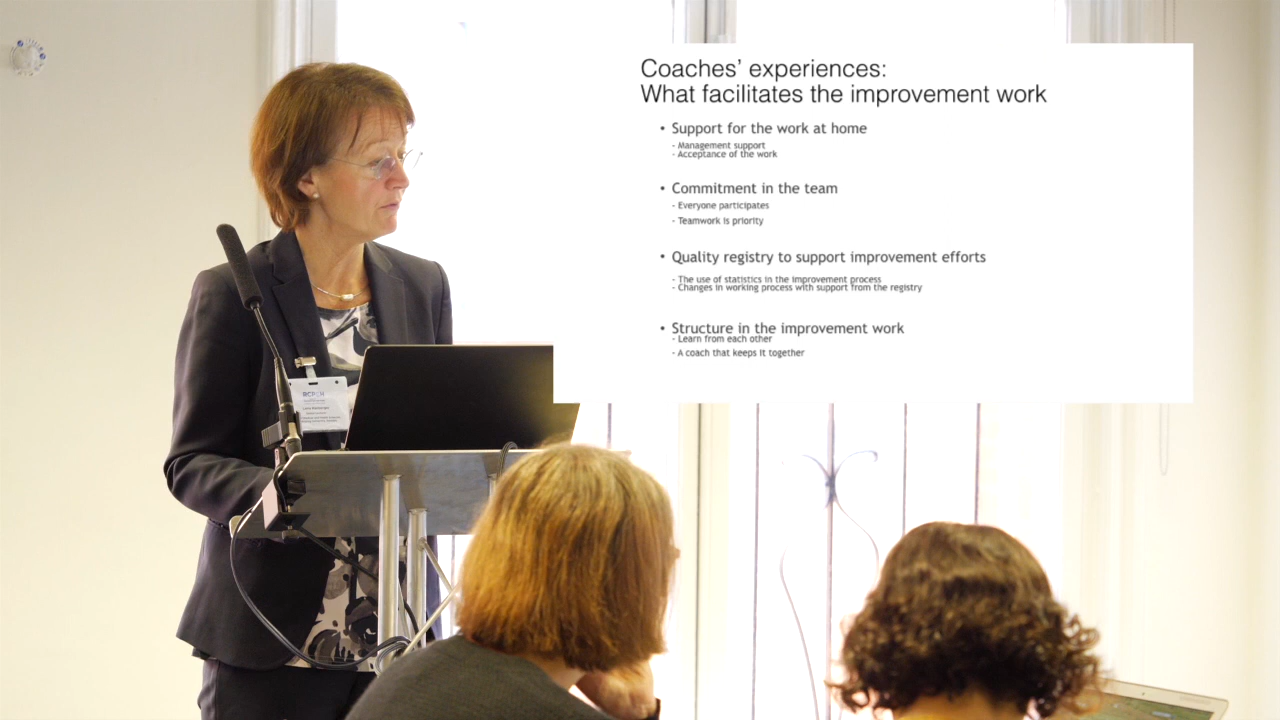 Coaches' experiences:
What facilitates the improvement work
• Support for the work at home
- Management support
- Acceptance of the work
• Commitment in the team
- Everyone participates
- Teamwork is priority
• Quality registry to support improvement efforts
- The use of statistics in the improvement process
- Changes in working process with support from the registry
• Structure in the improvement work
- Learn from each other
- A coach that keeps it together